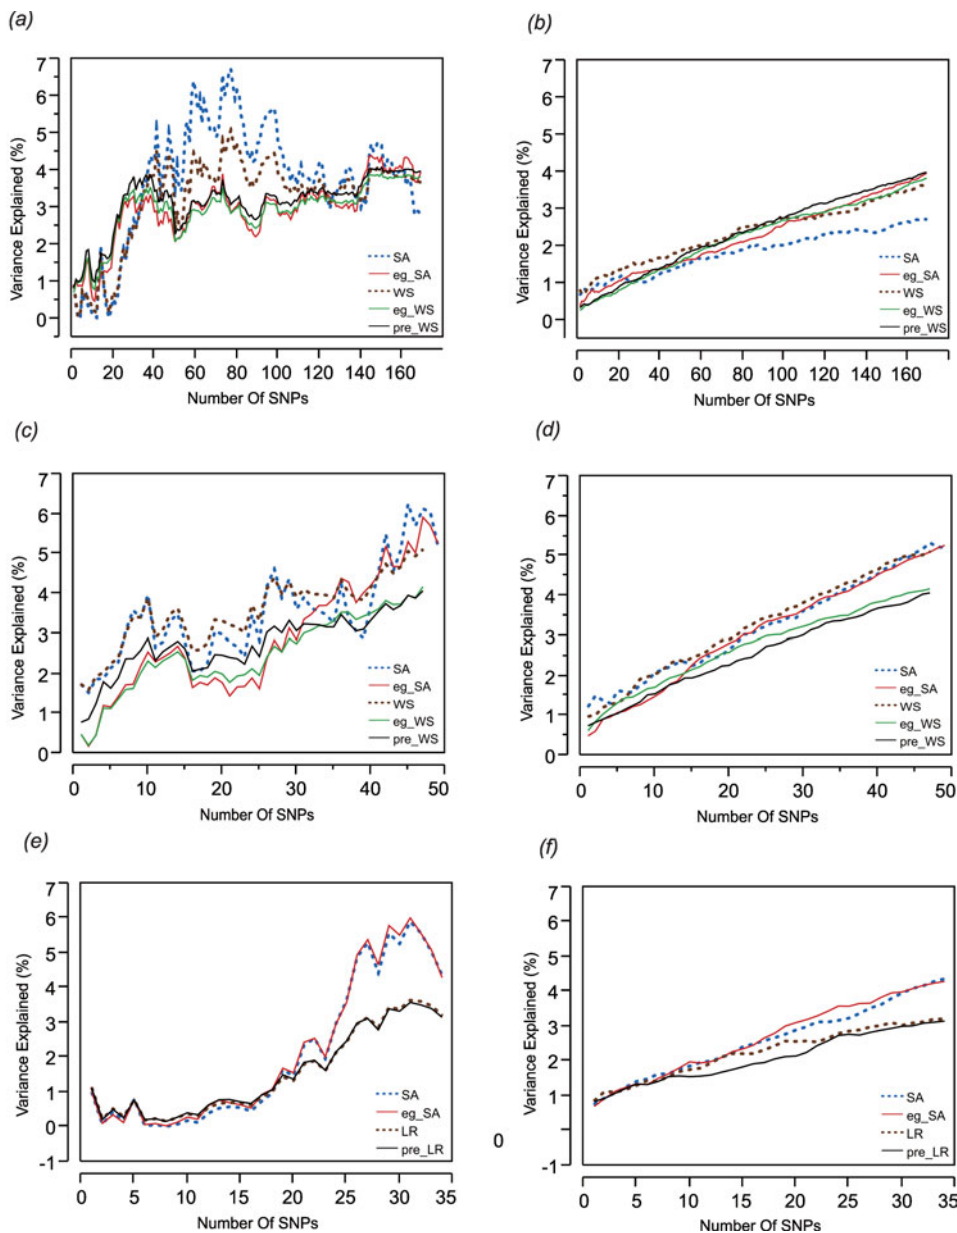 (a)
7
6
5
4
3
2
1
0
Variance Explained (%)
SA
eg_SA
WS
eg_WS
pre_WS
0 20 40 60 80 100 120 140 160
Number Of SNPs
(b)
7
6
5
4
3
2
1
0
Variance Explained (%)
SA
eg_SA
WS
eg_WS
pre_WS
0 20 40 60 80 100 120 140 160
Number Of SNPs
(c)
7
6
5
4
3
2
1
0
Variance Explained (%)
SA
eg_SA
WS
eg_WS
pre_WS
0 10 20 30 40 50
Number Of SNPs
(d)
7
6
5
4
3
2
1
0
Variance Explained (%)
SA
eg_SA
WS
eg_WS
pre_WS
0 10 20 30 40 50
Number Of SNPs
(e)
7
6
5
4
3
2
1
0
-1
Variance Explained (%)
SA
eg_SA
LR
pre_LR
0 5 10 15 20 25 30 35
Number Of SNPs
(f)
7
6
5
4
3
2
1
0
-1
Variance Explained (%)
SA
eg_SA
LR
pre_LR
0 5 10 15 20 25 30 35
Number Of SNPs